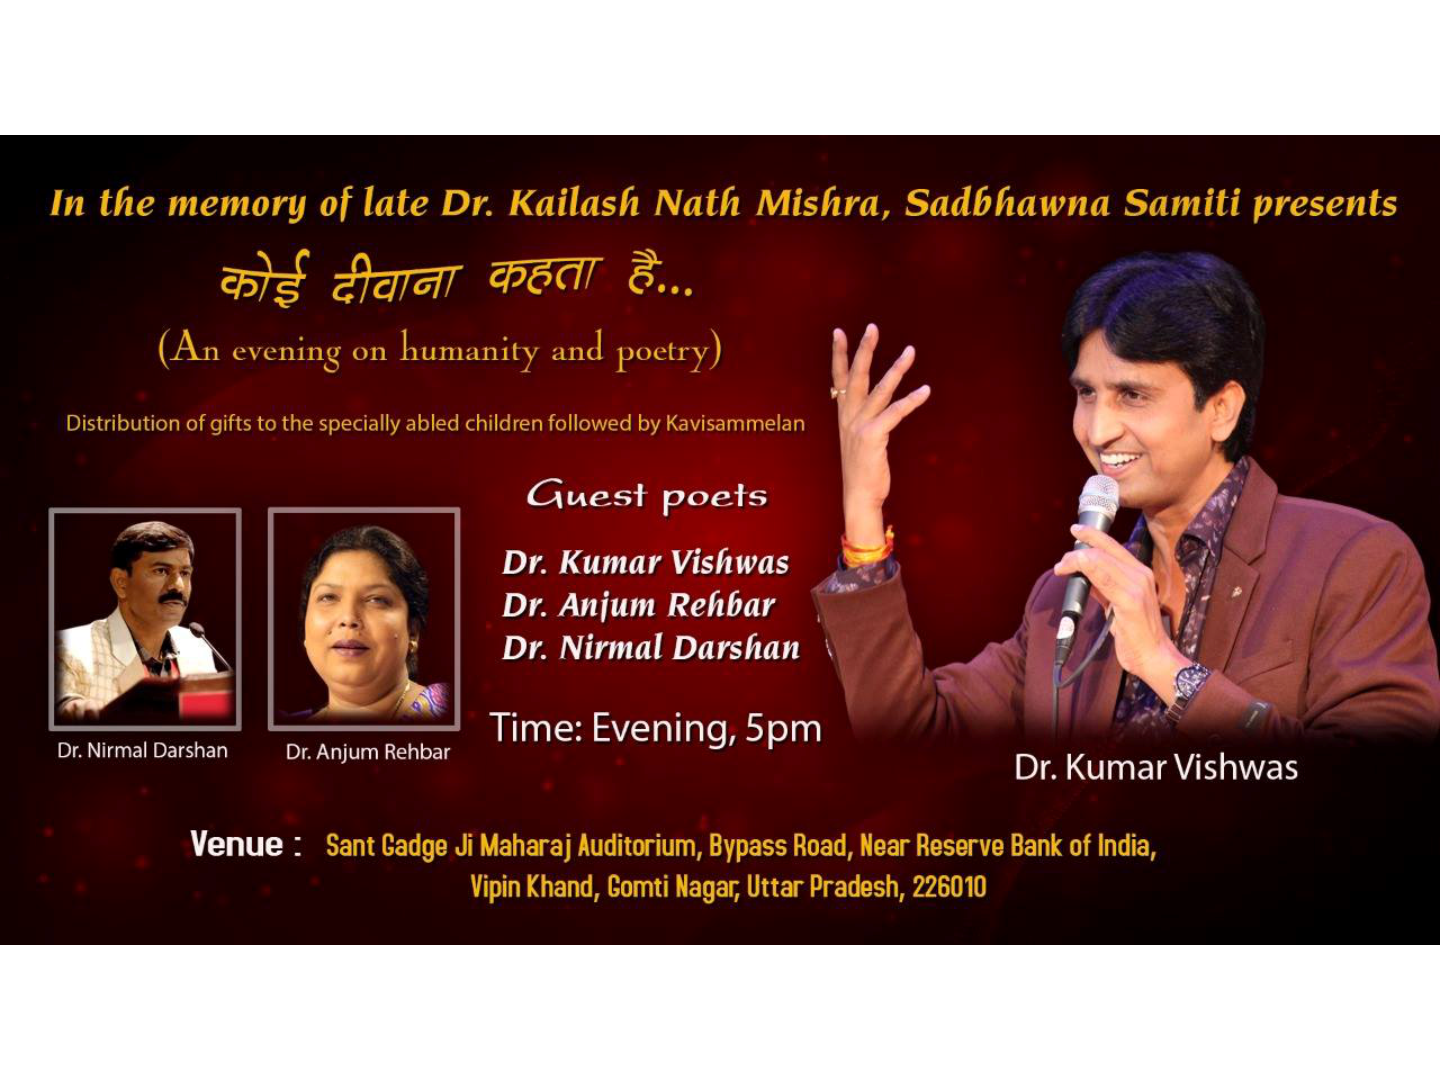 In the memory of late Dr. Kailash Nath Mishra, Sadbhawna Samiti presents
कोई दीवाना कहता है...
(An evening on humanity and poetry)
Distribution of gifts to the specially abled children followed by Kavisammelan
Guest poets
Dr. Kumar Vishwas
Dr. Anjum Rehbar
Dr. Nirmal Darshan
Time: Evening, 5pm
Dr. Nirmal Darshan
Dr. Anjum Rehbar
Dr. Kumar Vishwas
Venue : Sant Gadge Ji Maharaj Auditorium, Bypass Road, Near Reserve Bank of India,
Vipin Khand, Gomti Nagar, Uttar Pradesh, 226010